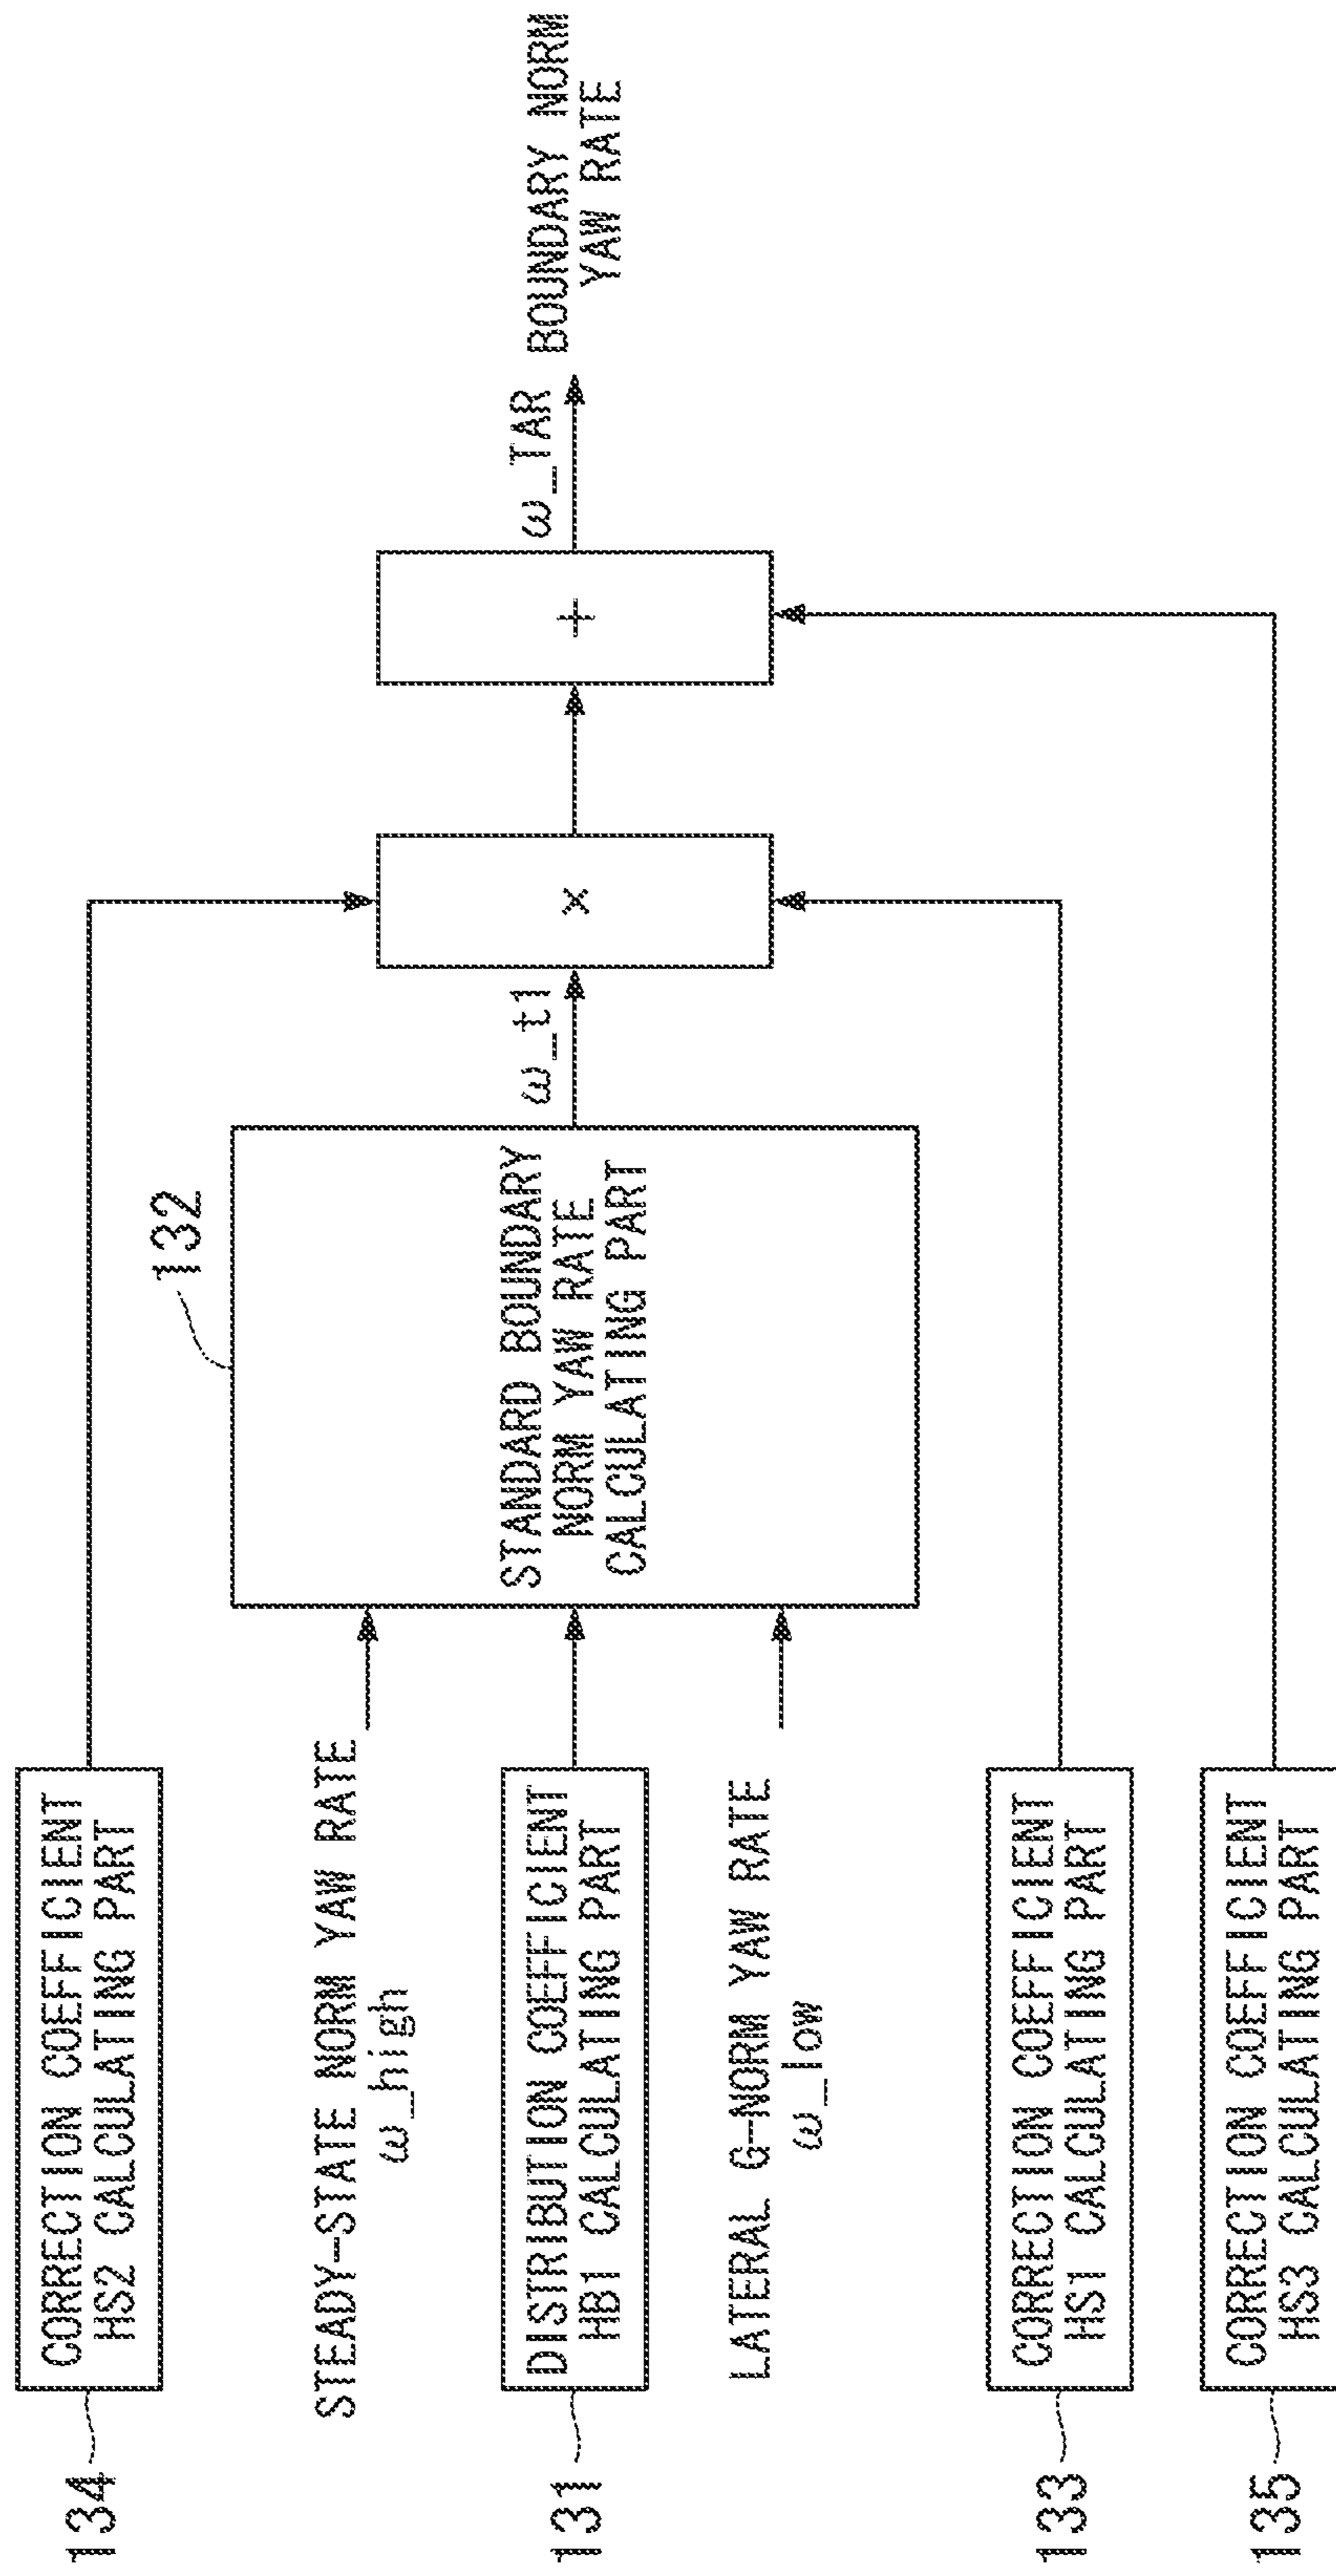 134
CORRECTION COEFFICIENT
HS2 CALCULATING PART
STEADY-STATE NORM YAW RATE
ω_high
131
DISTRIBUTION COEFFICIENT
HB1 CALCULATING PART
LATERAL G-NORM YAW RATE
ω_low
133
CORRECTION COEFFICIENT
HS1 CALCULATING PART
135
CORRECTION COEFFICIENT
HS3 CALCULATING PART
132
STANDARD BOUNDARY
NORM YAW RATE
CALCULATING PART
ω_t1
×
+
ω_TAR
BOUNDARY NORM
YAW RATE